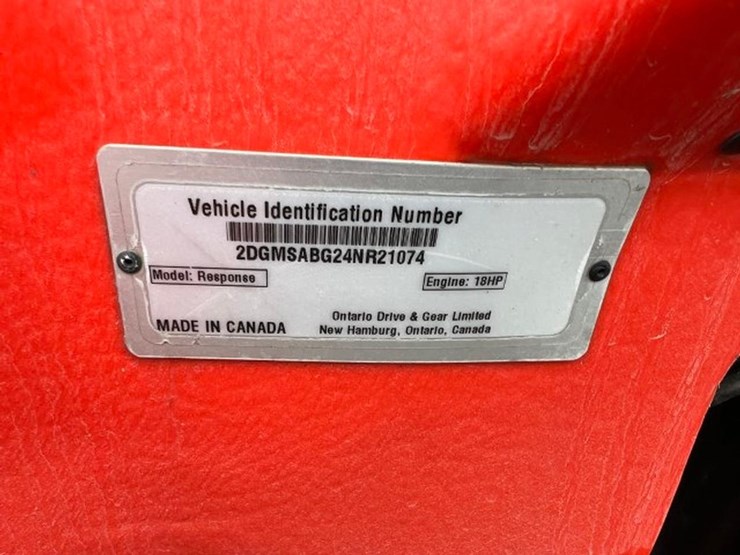 Vehicle Identification Number
2DGMSABG24NR21074
Model: Response
Engine: 18HP
MADE IN CANADA
Ontario Drive & Gear Limited
New Hamburg, Ontario, Canada